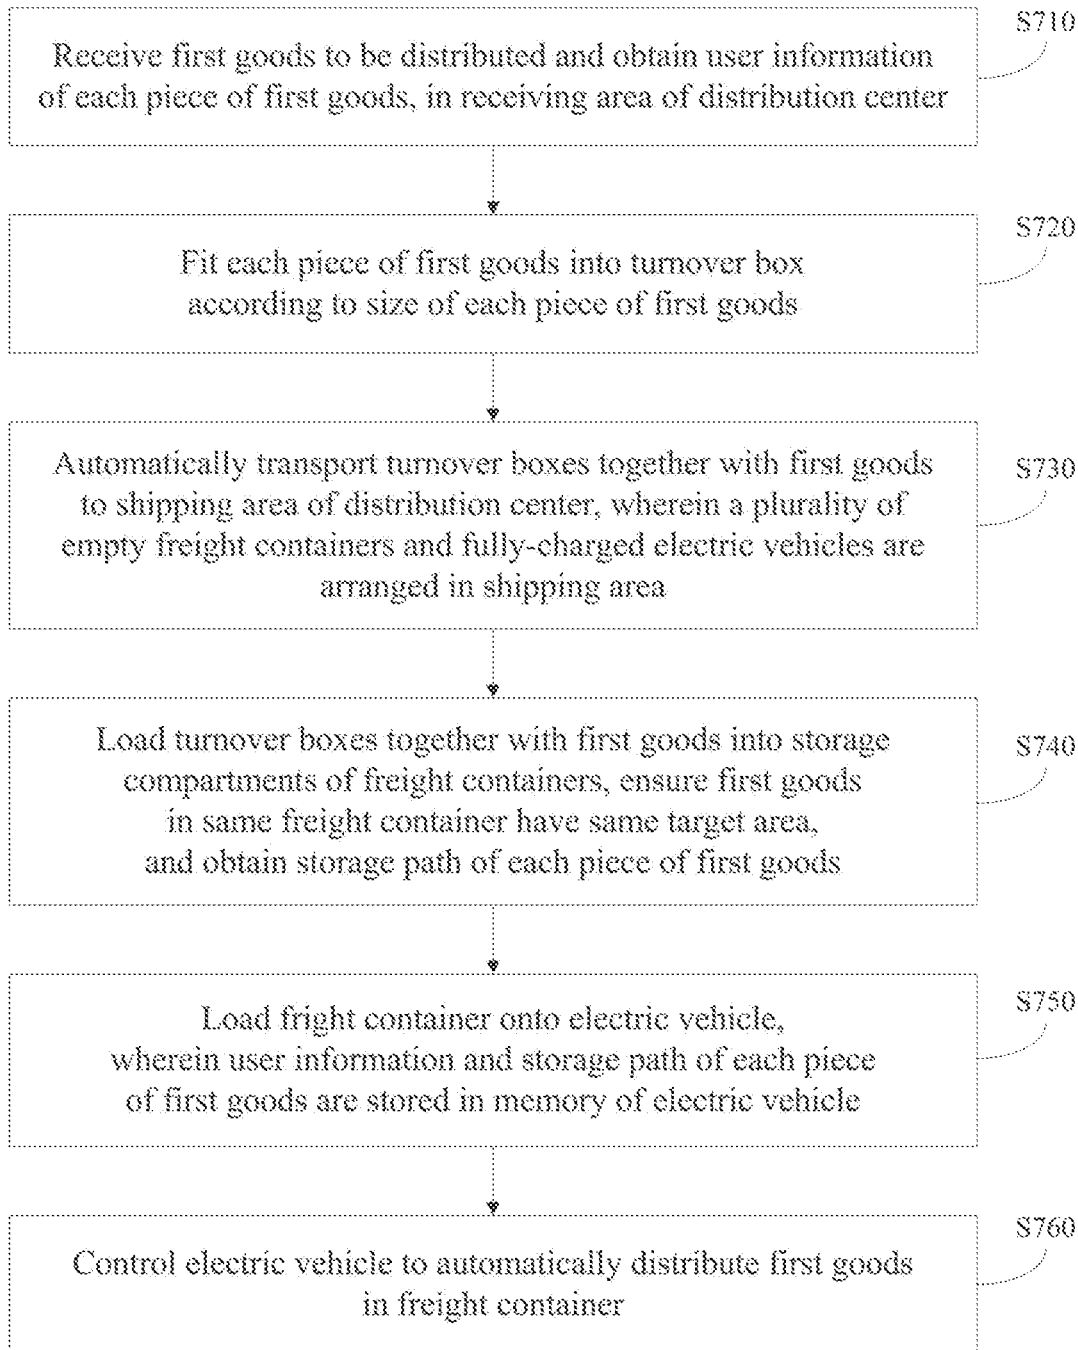 S710
Receive first goods to be distributed and obtain user information
of each piece of first goods, in receiving area of distribution center
S720
Fit each piece of first goods into turnover box
according to size of each piece of first goods
S730
Automatically transport turnover boxes together with first goods
to shipping area of distribution center, wherein a plurality of
empty freight containers and fully-charged electric vehicles are
arranged in shipping area
S740
Load turnover boxes together with first goods into storage
compartments of freight containers, ensure first goods
in same freight container have same target area,
and obtain storage path of each piece of first goods
S750
Load fright container onto electric vehicle,
wherein user information and storage path of each piece
of first goods are stored in memory of electric vehicle
S760
Control electric vehicle to automatically distribute first goods
in freight container